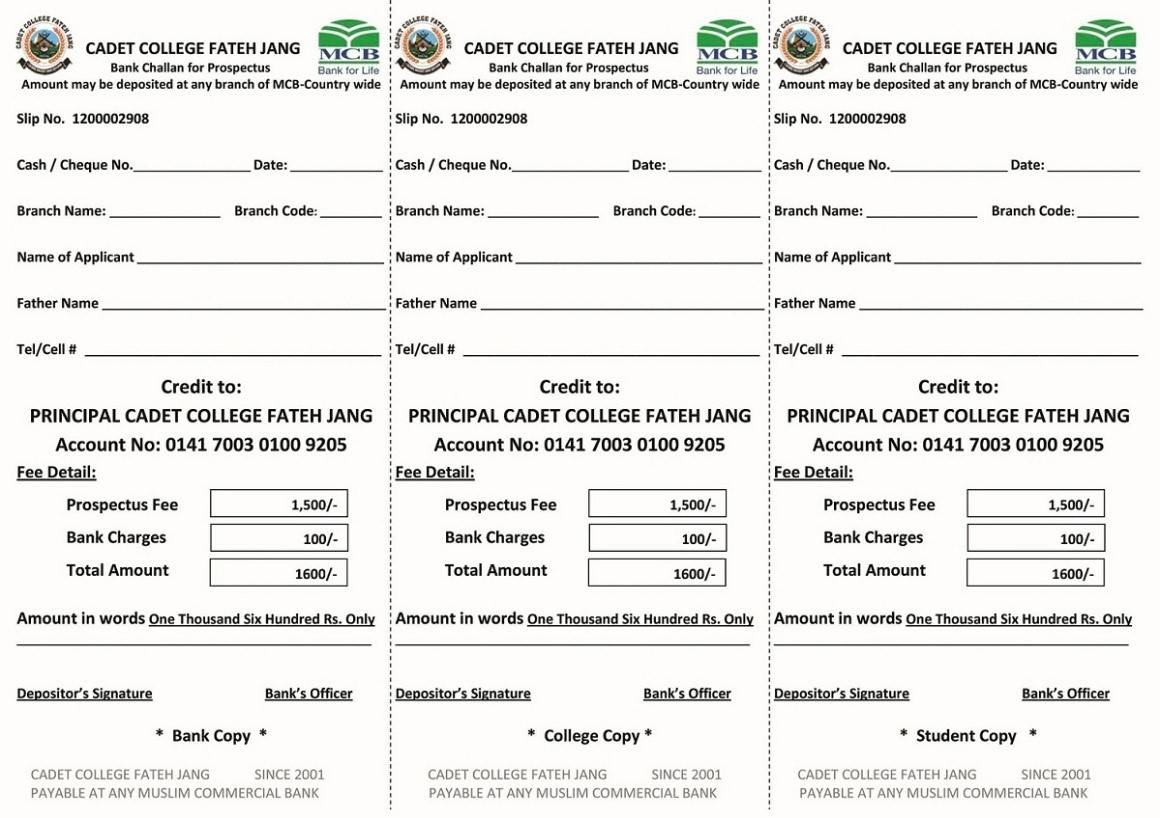 CADET COLLEGE FATEH JANG
MCB
Bank for Life
Bank Challan for Prospectus
Amount may be deposited at any branch of MCB-Country wide
Slip No. 1200002908
Cash / Cheque No.________________ Date: ____________
Branch Name: _______________ Branch Code: ________
Name of Applicant ________________________________
Father Name _____________________________________
Tel/Cell # _______________________________________
Credit to:
PRINCIPAL CADET COLLEGE FATEH JANG
Account No: 0141 7003 0100 9205
Fee Detail:
Prospectus Fee 1,500/-
Bank Charges 100/-
Total Amount 1600/-
Amount in words One Thousand Six Hundred Rs. Only
Depositor's Signature Bank's Officer
* Bank Copy *
CADET COLLEGE FATEH JANG SINCE 2001
PAYABLE AT ANY MUSLIM COMMERCIAL BANK
CADET COLLEGE FATEH JANG
MCB
Bank for Life
Bank Challan for Prospectus
Amount may be deposited at any branch of MCB-Country wide
Slip No. 1200002908
Cash / Cheque No.________________ Date: ____________
Branch Name: _______________ Branch Code: ________
Name of Applicant ________________________________
Father Name _____________________________________
Tel/Cell # _______________________________________
Credit to:
PRINCIPAL CADET COLLEGE FATEH JANG
Account No: 0141 7003 0100 9205
Fee Detail:
Prospectus Fee 1,500/-
Bank Charges 100/-
Total Amount 1600/-
Amount in words One Thousand Six Hundred Rs. Only
Depositor's Signature Bank's Officer
* College Copy *
CADET COLLEGE FATEH JANG SINCE 2001
PAYABLE AT ANY MUSLIM COMMERCIAL BANK
CADET COLLEGE FATEH JANG
MCB
Bank for Life
Bank Challan for Prospectus
Amount may be deposited at any branch of MCB-Country wide
Slip No. 1200002908
Cash / Cheque No.________________ Date: ____________
Branch Name: _______________ Branch Code: ________
Name of Applicant ________________________________
Father Name _____________________________________
Tel/Cell # _______________________________________
Credit to:
PRINCIPAL CADET COLLEGE FATEH JANG
Account No: 0141 7003 0100 9205
Fee Detail:
Prospectus Fee 1,500/-
Bank Charges 100/-
Total Amount 1600/-
Amount in words One Thousand Six Hundred Rs. Only
Depositor's Signature Bank's Officer
* Student Copy *
CADET COLLEGE FATEH JANG SINCE 2001
PAYABLE AT ANY MUSLIM COMMERCIAL BANK